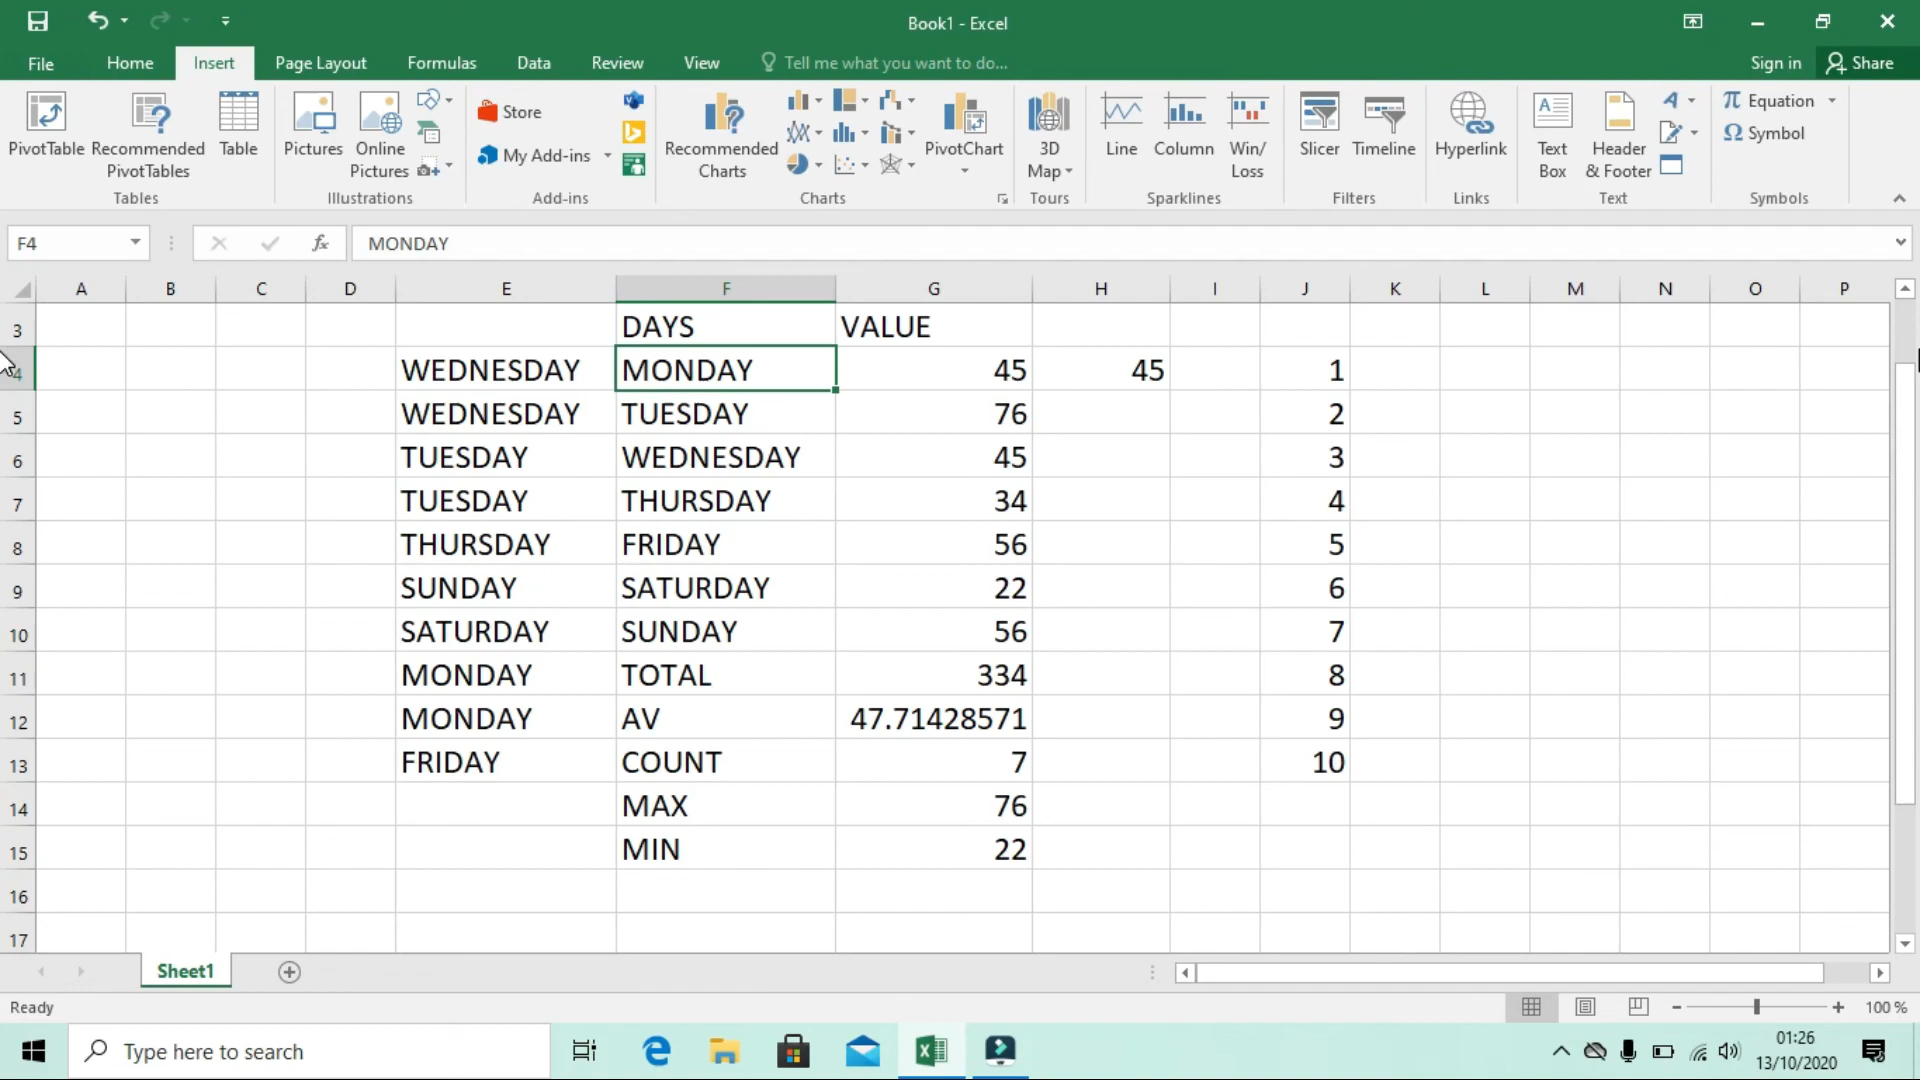 Book1 - Excel
File Home Insert Page Layout Formulas Data Review View Tell me what you want to do... Sign in Share
PivotTable Recommended PivotTables Table
Pictures Online Pictures
Store
My Add-ins
Recommended Charts
PivotChart
3D Map
Line Column Win/ Loss
Slicer Timeline
Hyperlink
Text Box Header & Footer
Equation
Symbol
Tables Illustrations Add-ins Charts Tours Sparklines Filters Links Text Symbols
F4 fx MONDAY
A B C D E F G H I J K L M N O P
3 DAYS VALUE
4 WEDNESDAY MONDAY 45 45 1
5 WEDNESDAY TUESDAY 76 2
6 TUESDAY WEDNESDAY 45 3
7 TUESDAY THURSDAY 34 4
8 THURSDAY FRIDAY 56 5
9 SUNDAY SATURDAY 22 6
10 SATURDAY SUNDAY 56 7
11 MONDAY TOTAL 334 8
12 MONDAY AV 47.71428571 9
13 FRIDAY COUNT 7 10
14 MAX 76
15 MIN 22
16
17
Sheet1
Ready 100 %
Type here to search
01:26
13/10/2020